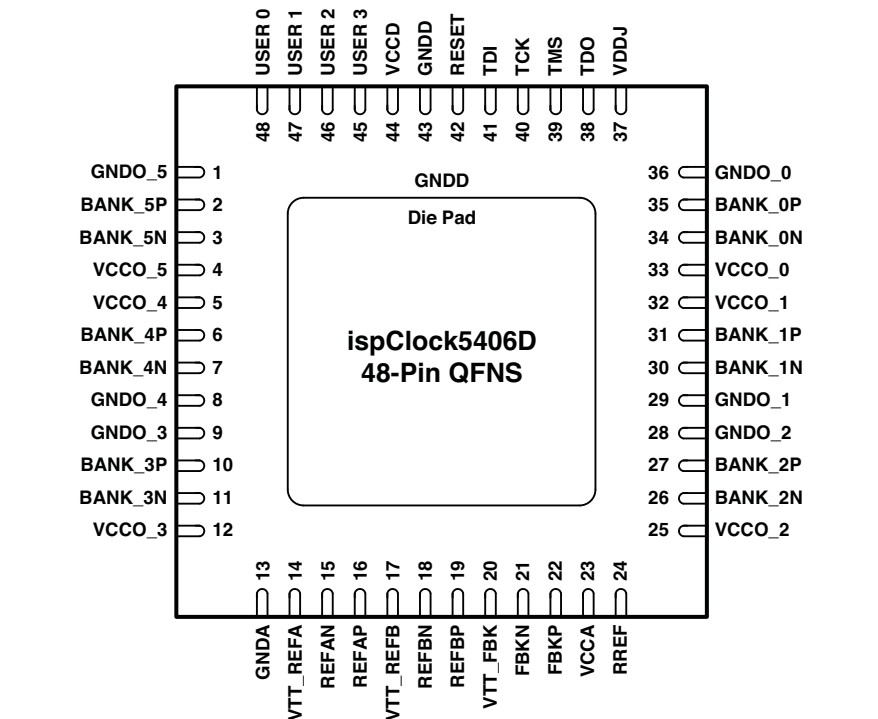 USER 0
USER 1
USER 2
USER 3
VCCD
GNDD
RESET
TDI
TCK
TMS
TDO
VDDJ
48
47
46
45
44
43
42
41
40
39
38
37
GNDO_5 1
BANK_5P 2
BANK_5N 3
VCCO_5 4
VCCO_4 5
BANK_4P 6
BANK_4N 7
GNDO_4 8
GNDO_3 9
BANK_3P 10
BANK_3N 11
VCCO_3 12
GNDD
Die Pad
ispClock5406D
48-Pin QFNS
36 GNDO_0
35 BANK_0P
34 BANK_0N
33 VCCO_0
32 VCCO_1
31 BANK_1P
30 BANK_1N
29 GNDO_1
28 GNDO_2
27 BANK_2P
26 BANK_2N
25 VCCO_2
13
14
15
16
17
18
19
20
21
22
23
24
GNDA
VTT_REFA
REFAN
REFAP
VTT_REFB
REFBN
REFBP
VTT_FBK
FBKN
FBKP
VCCA
RREF